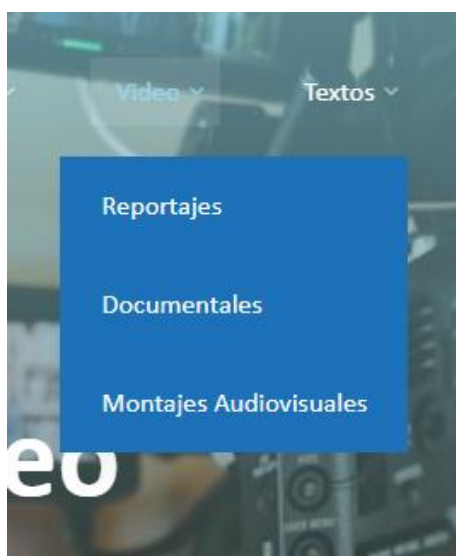 Video Textos
Reportajes
Documentales
Montajes Audiovisuales
eo